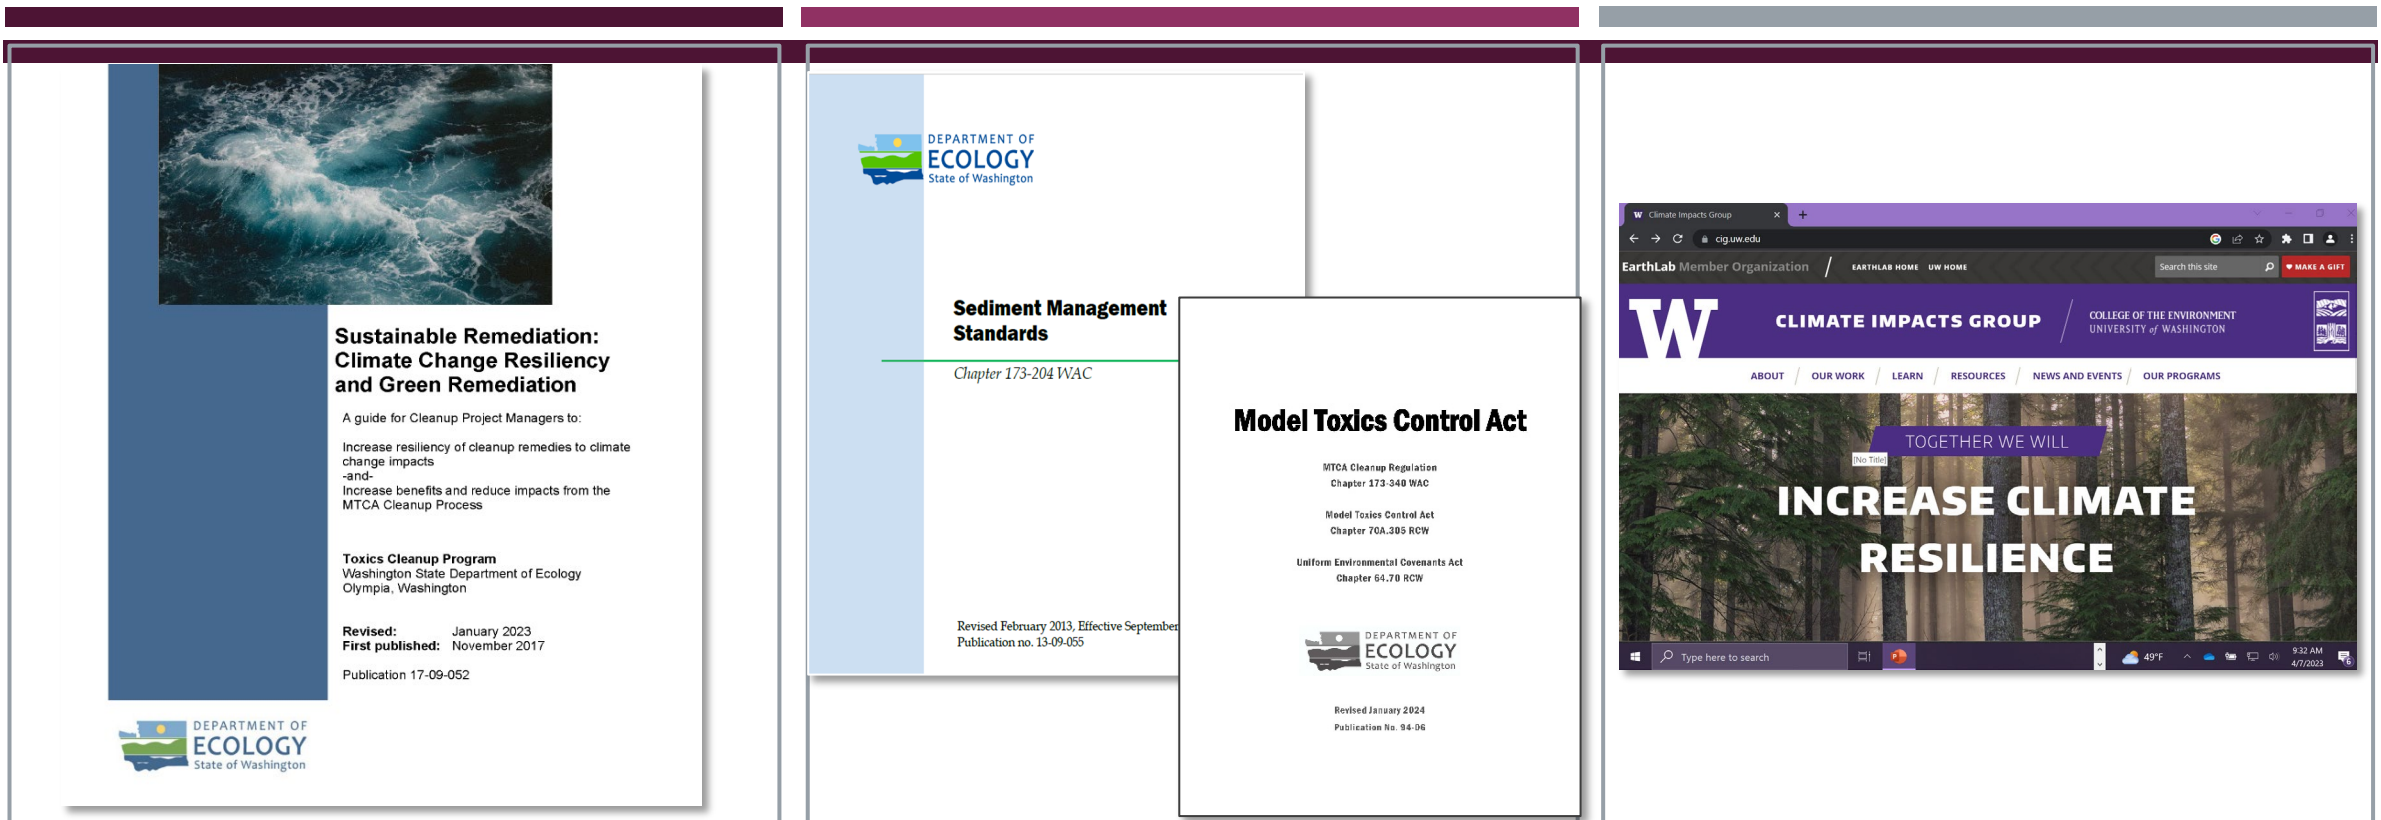 Sustainable Remediation:
Climate Change Resiliency
and Green Remediation
A guide for Cleanup Project Managers to:
Increase resiliency of cleanup remedies to climate
change impacts
-and-
Increase benefits and reduce impacts from the
MTCA Cleanup Process
Toxics Cleanup Program
Washington State Department of Ecology
Olympia, Washington
Revised: January 2023
First published: November 2017
Publication 17-09-052
DEPARTMENT OF
ECOLOGY
State of Washington
DEPARTMENT OF
ECOLOGY
State of Washington
Sediment Management
Standards
Chapter 173-204 WAC
Revised February 2013, Effective September
Publication no. 13-09-055
Model Toxics Control Act
MTCA Cleanup Regulation
Chapter 173-340 WAC
Model Toxics Control Act
Chapter 70A.305 RCW
Uniform Environmental Covenants Act
Chapter 64.70 RCW
DEPARTMENT OF
ECOLOGY
State of Washington
Revised January 2024
Publication No. 94-06
W Climate Impacts Group
cig.uw.edu
EarthLab Member Organization / EARTHLAB HOME UW HOME
Search this site
MAKE A GIFT
W
CLIMATE IMPACTS GROUP
COLLEGE OF THE ENVIRONMENT
UNIVERSITY of WASHINGTON
ABOUT / OUR WORK / LEARN / RESOURCES / NEWS AND EVENTS / OUR PROGRAMS
TOGETHER WE WILL
[No Title]
INCREASE CLIMATE
RESILIENCE
Type here to search
49°F
9:32 AM
4/7/2023
6